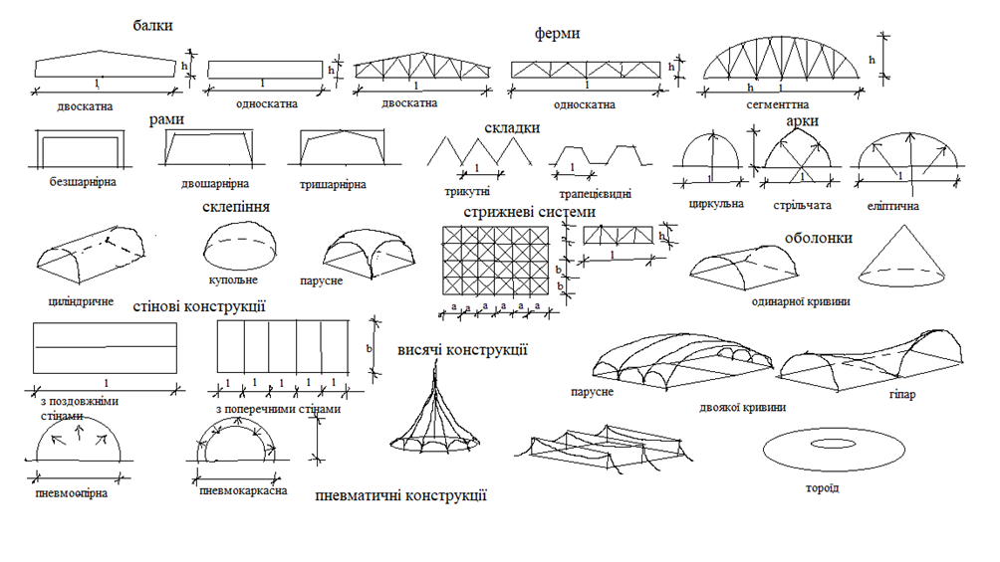 балки
ферми
h
l
двоскатна
h
l
односкатна
h
l
двоскатна
h
l
односкатна
h
h l
сегменттна
рами
складки
арки
безшарнірна
двошарнірна
тришарнірна
l
трикутні
l
трапецієвидні
l
циркульна
l
стрільчата
l
еліптична
склепіння
стрижневі системи
оболонки
циліндричне
купольне
парусне
b
b
a a a a a a
h
l
одинарної кривини
стінові конструкції
l
з поздовжніми
стінами
b
l l l l l
з поперечними стінами
висячі конструкції
парусне
гіпар
двоякої кривини
пневмоопірна
пневмокаркасна
пневматичні конструкції
тороїд